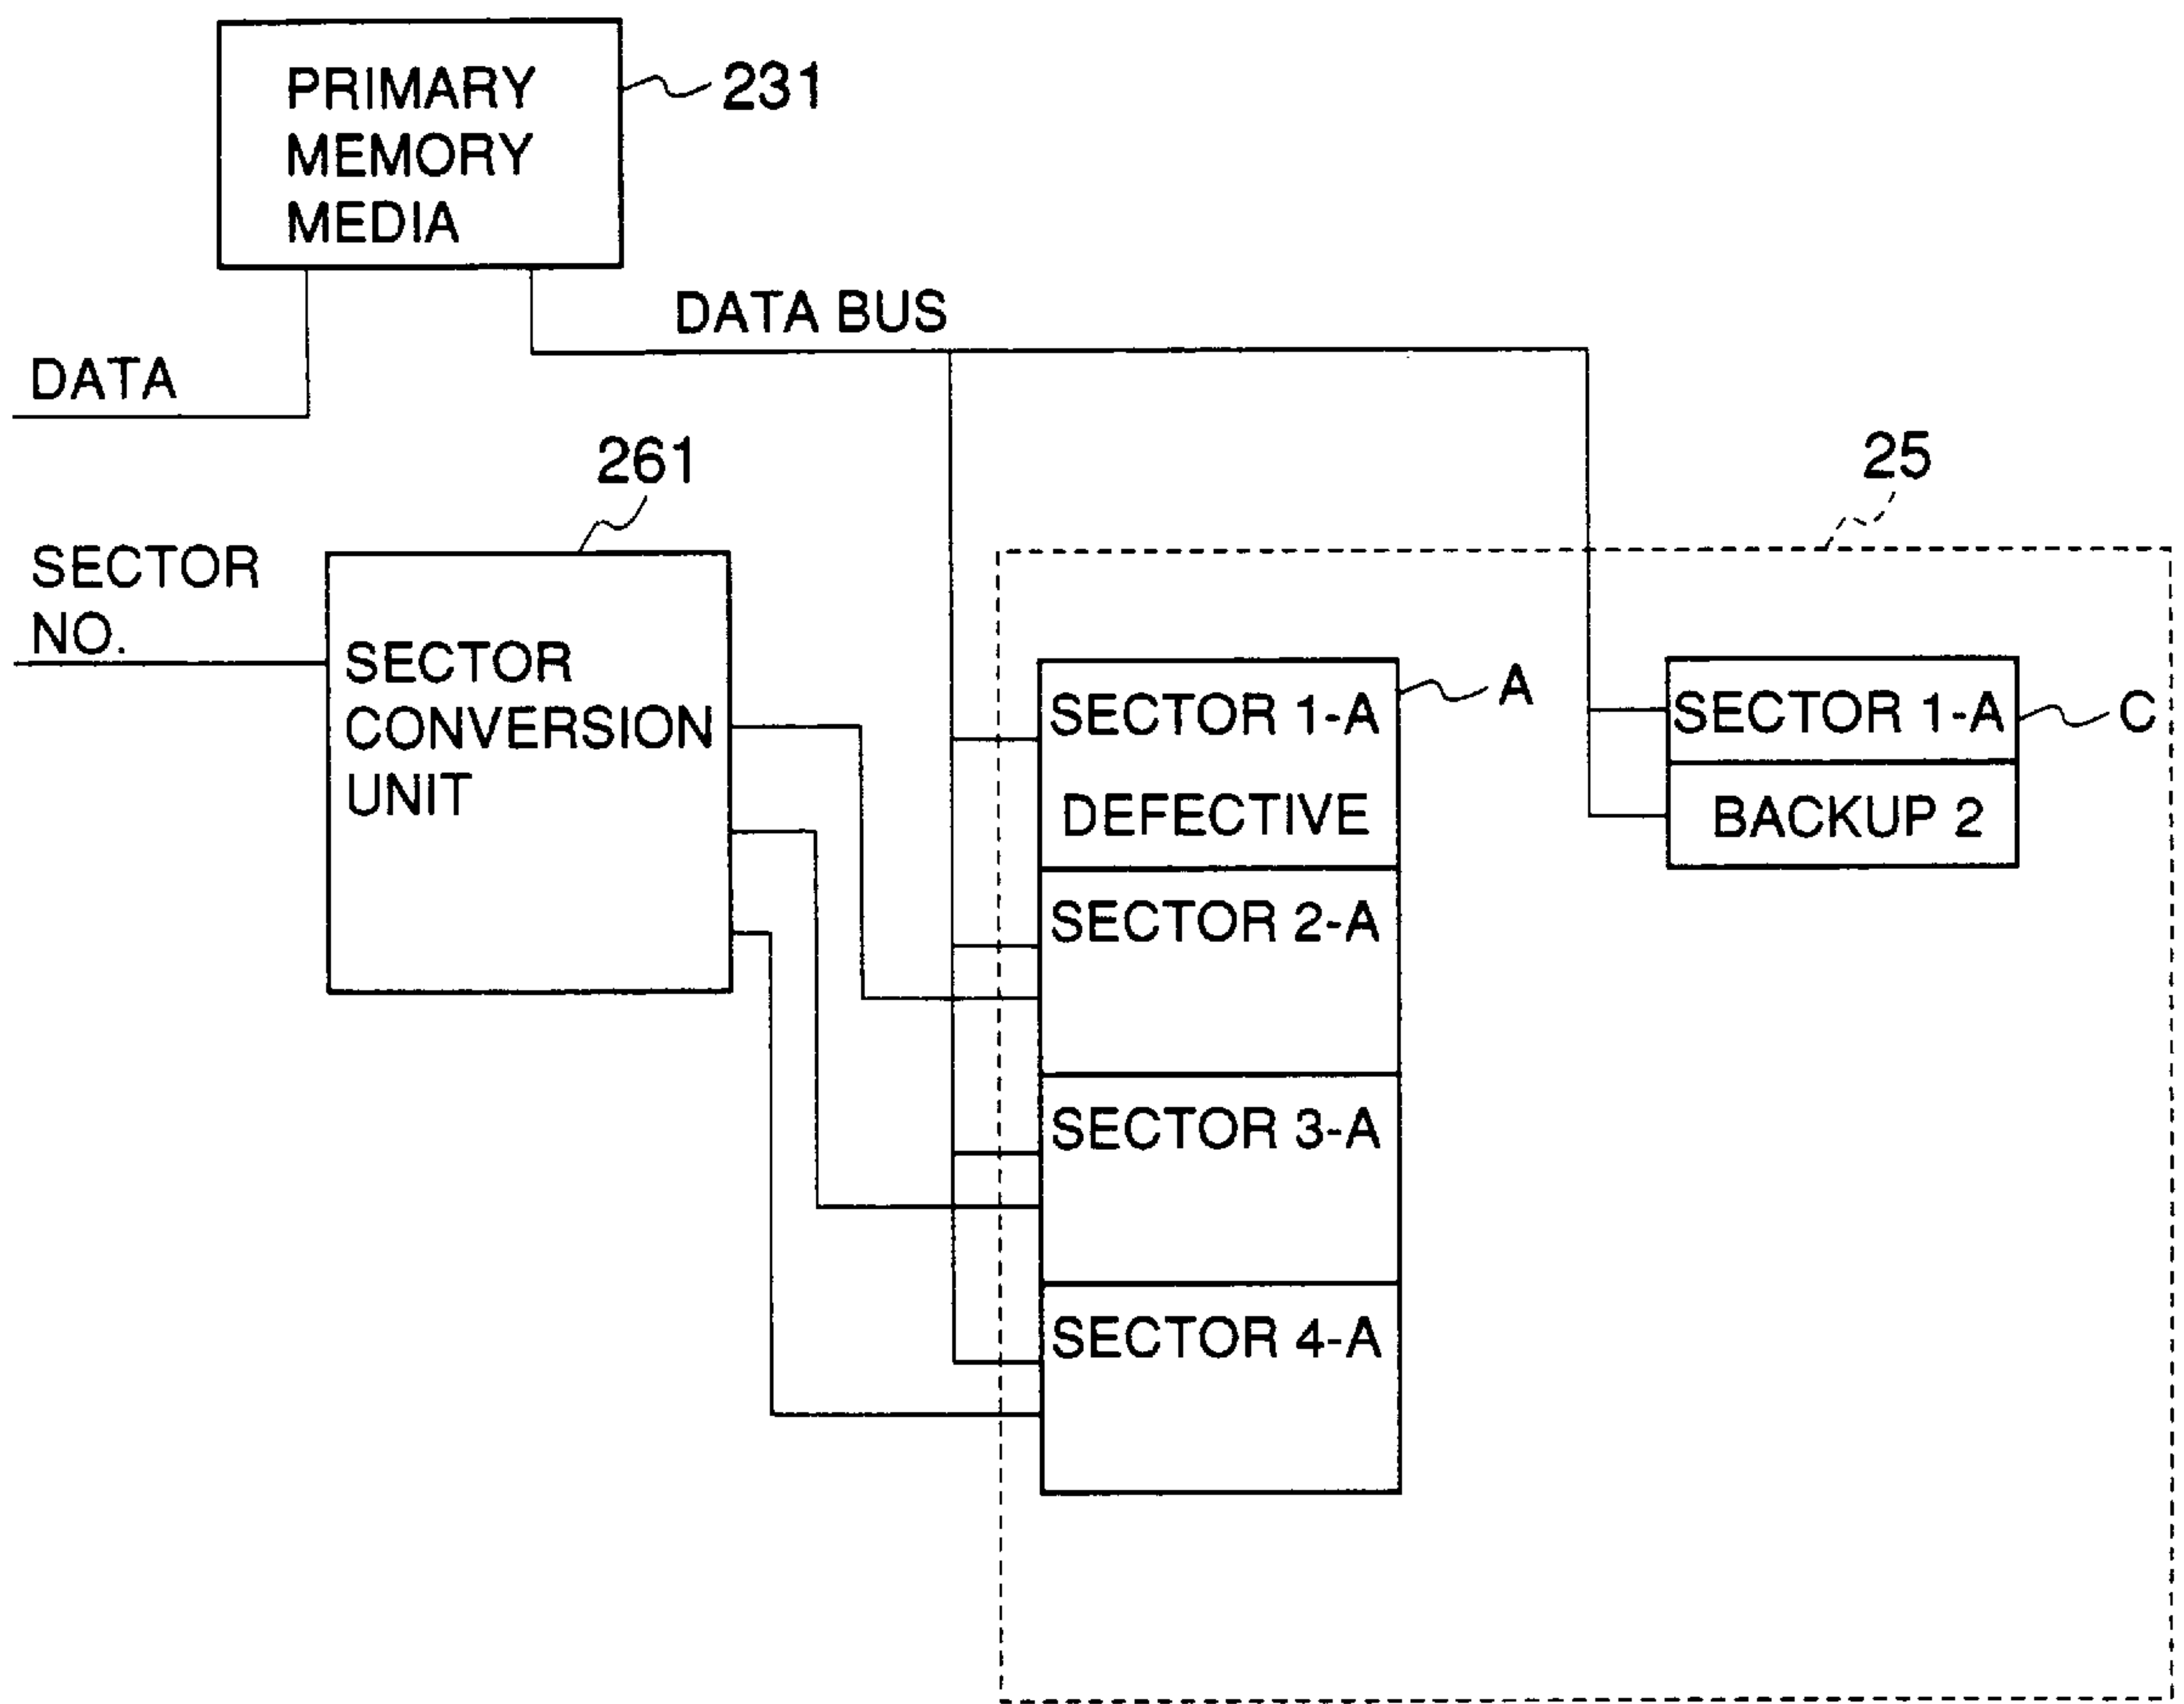 PRIMARY
MEMORY
MEDIA
231
DATA BUS
DATA
261
25
SECTOR
NO.
SECTOR
CONVERSION
UNIT
SECTOR 1-A
DEFECTIVE
A
SECTOR 1-A
C
BACKUP 2
SECTOR 2-A
SECTOR 3-A
SECTOR 4-A